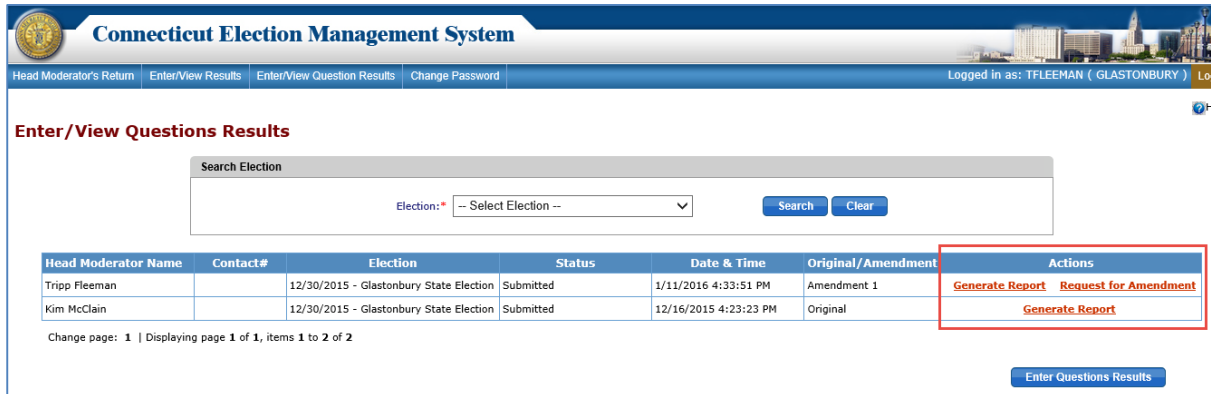 Connecticut Election Management System
Head Moderator's Return Enter/View Results Enter/View Question Results Change Password Logged in as: TFLEEMAN ( GLASTONBURY )
Enter/View Questions Results
Search Election
Election:* -- Select Election -- Search Clear
Head Moderator Name Contact# Election Status Date & Time Original/Amendment Actions
Tripp Fleeman 12/30/2015 - Glastonbury State Election Submitted 1/11/2016 4:33:51 PM Amendment 1 Generate Report Request for Amendment
Kim McClain 12/30/2015 - Glastonbury State Election Submitted 12/16/2015 4:23:23 PM Original Generate Report
Change page: 1 | Displaying page 1 of 1, items 1 to 2 of 2
Enter Questions Results